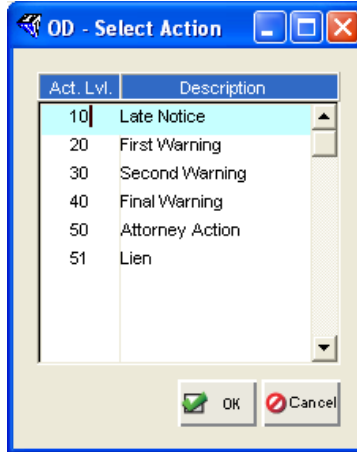 OD - Select Action
Act. Lvl. Description
10 Late Notice
20 First Warning
30 Second Warning
40 Final Warning
50 Attorney Action
51 Lien
OK Cancel